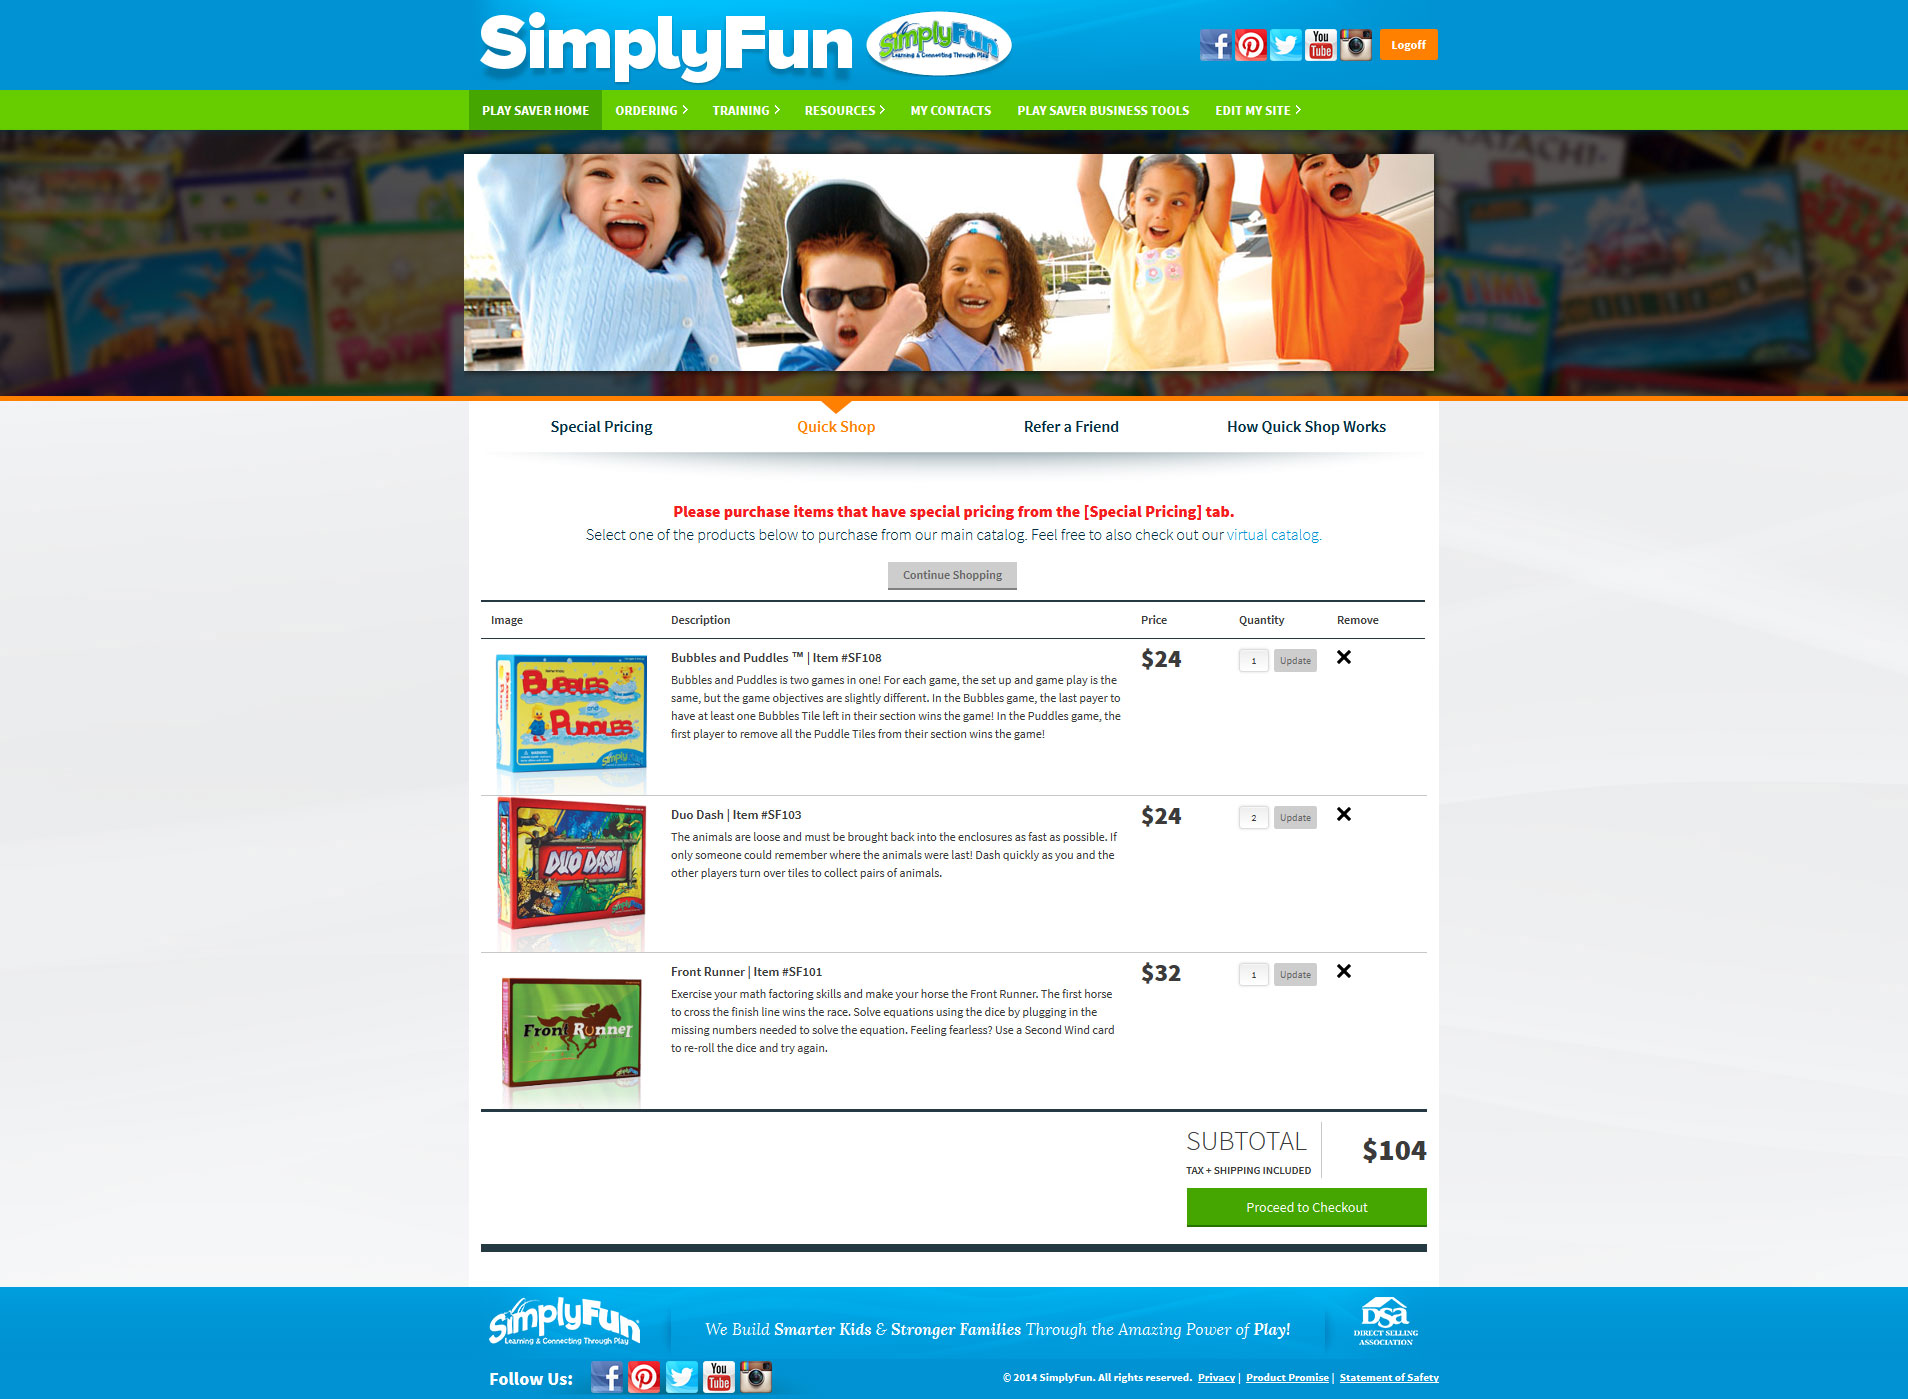 SimplyFun
SimplyFun
Learning & Connecting Through Play
You
Tube
Logoff
PLAY SAVER HOME
ORDERING
TRAINING
RESOURCES
MY CONTACTS
PLAY SAVER BUSINESS TOOLS
EDIT MY SITE
Special Pricing
Quick Shop
Refer a Friend
How Quick Shop Works
Please purchase items that have special pricing from the [Special Pricing] tab.
Select one of the products below to purchase from our main catalog. Feel free to also check out our virtual catalog.
Continue Shopping
Image Description Price Quantity Remove
BUBBLES
and
PUDDLES
Bubbles and Puddles ™ | Item #SF108
Bubbles and Puddles is two games in one! For each game, the set up and game play is the
same, but the game objectives are slightly different. In the Bubbles game, the last payer to
have at least one Bubbles Tile left in their section wins the game! In the Puddles game, the
first player to remove all the Puddle Tiles from their section wins the game!
$24
1
Update
DUO DASH
SimplyFun
Duo Dash | Item #SF103
The animals are loose and must be brought back into the enclosures as fast as possible. If
only someone could remember where the animals were last! Dash quickly as you and the
other players turn over tiles to collect pairs of animals.
$24
2
Update
Front Runner
Front Runner | Item #SF101
Exercise your math factoring skills and make your horse the Front Runner. The first horse
to cross the finish line wins the race. Solve equations using the dice by plugging in the
missing numbers needed to solve the equation. Feeling fearless? Use a Second Wind card
to re-roll the dice and try again.
$32
1
Update
SUBTOTAL
TAX + SHIPPING INCLUDED
$104
Proceed to Checkout
SimplyFun
Learning & Connecting Through Play
We Build Smarter Kids & Stronger Families Through the Amazing Power of Play!
DSA
DIRECT SELLING
ASSOCIATION
Follow Us:
You
Tube
© 2014 SimplyFun. All rights reserved. Privacy | Product Promise | Statement of Safety